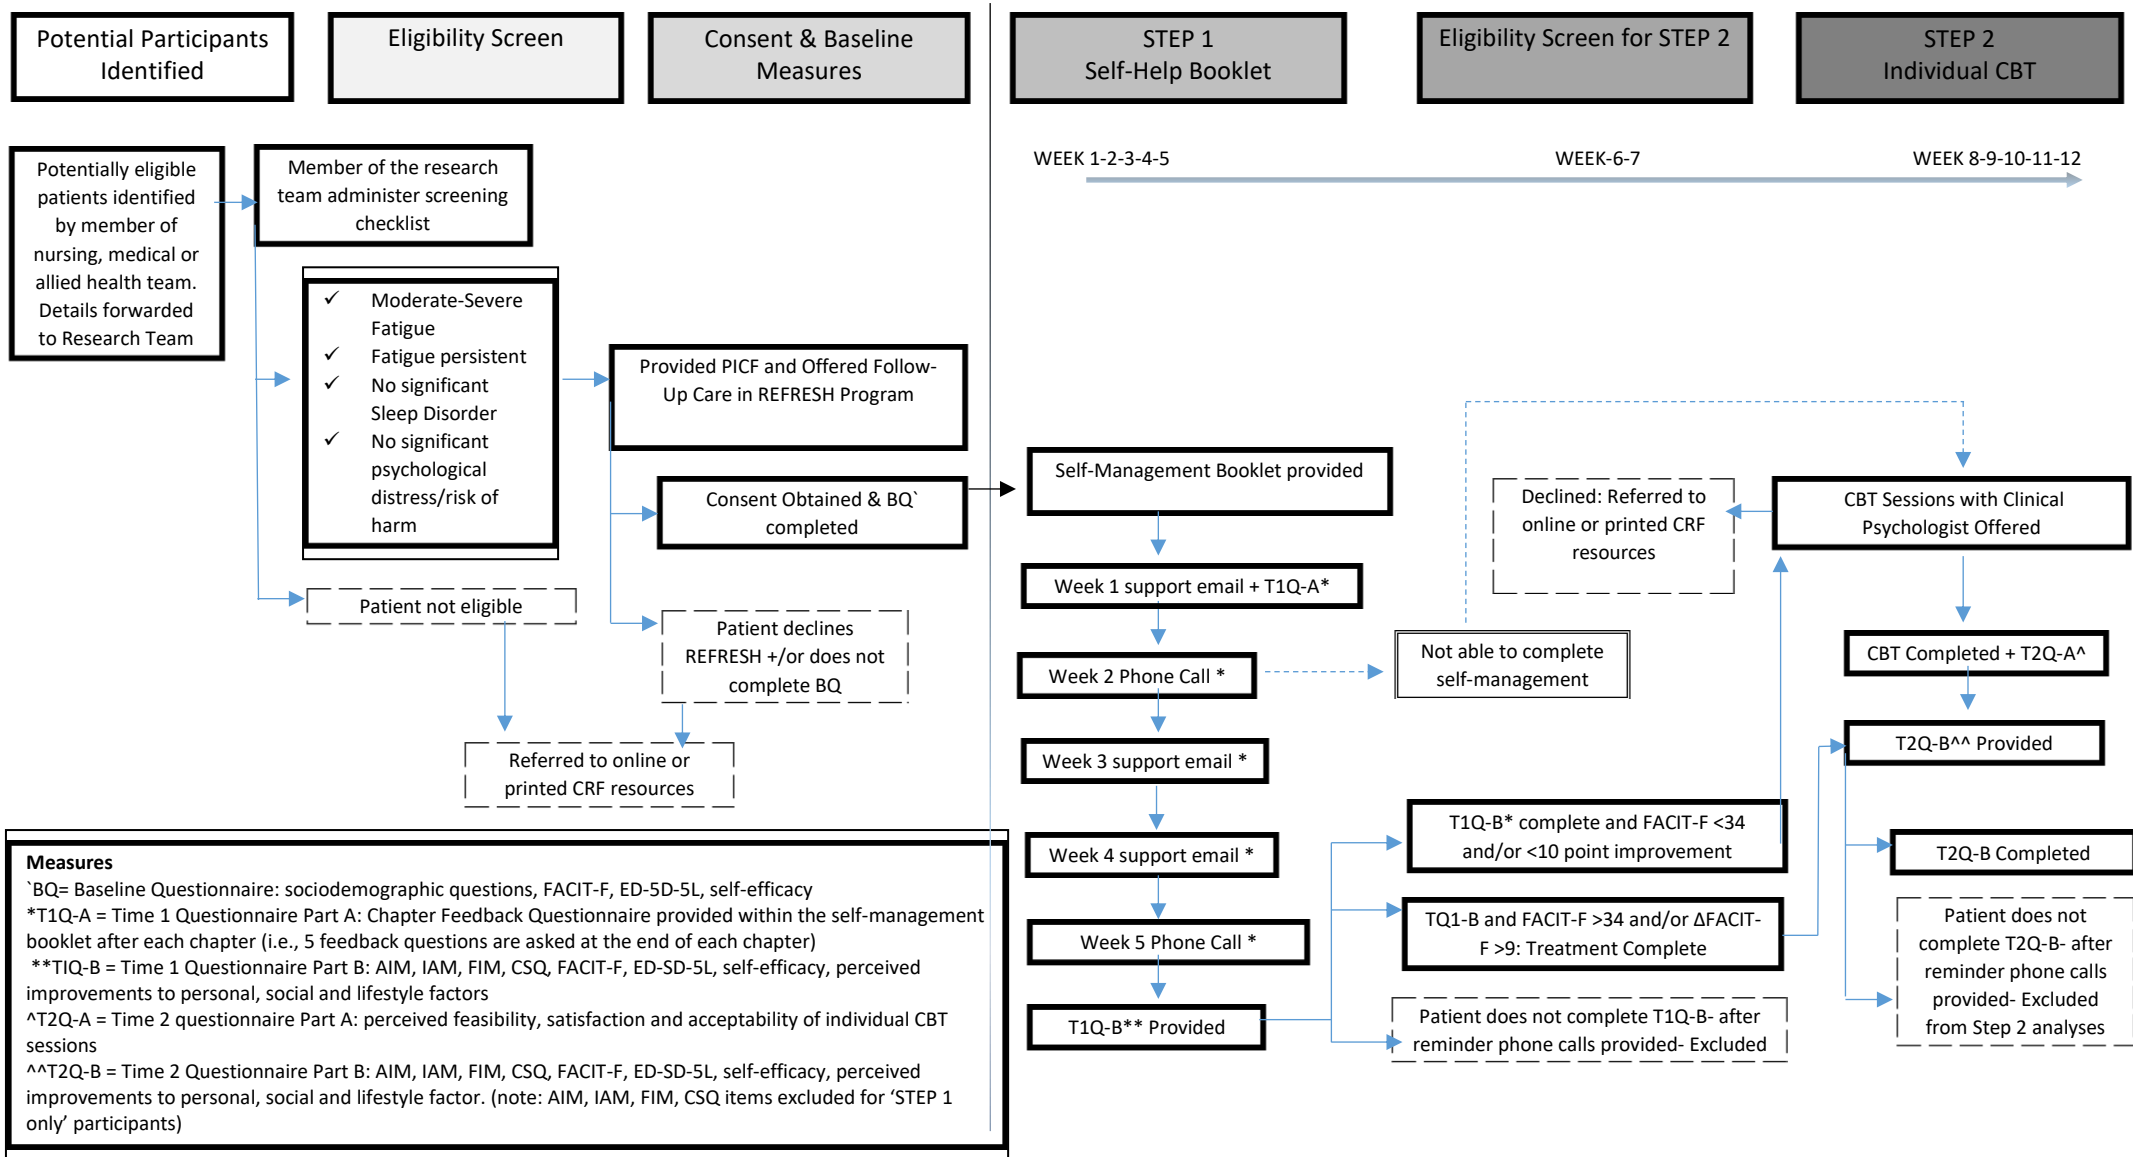 Potential Participants
Identified
Eligibility Screen
Consent & Baseline
Measures
STEP 1
Self-Help Booklet
Eligibility Screen for STEP 2
STEP 2
Individual CBT
WEEK 1-2-3-4-5
WEEK-6-7
WEEK 8-9-10-11-12
Potentially eligible
patients identified
by member of
nursing, medical or
allied health team.
Details forwarded
to Research Team
Member of the research
team administer screening
checklist
✓ Moderate-Severe
Fatigue
✓ Fatigue persistent
✓ No significant
Sleep Disorder
✓ No significant
psychological
distress/risk of
harm
Patient not eligible
Provided PICF and Offered Follow-
Up Care in REFRESH Program
Consent Obtained & BQ`
completed
Patient declines
REFRESH +/or does not
complete BQ
Referred to online or
printed CRF resources
Self-Management Booklet provided
Week 1 support email + T1Q-A*
Week 2 Phone Call *
Week 3 support email *
Week 4 support email *
Week 5 Phone Call *
T1Q-B** Provided
Not able to complete
self-management
Declined: Referred to
online or printed CRF
resources
T1Q-B* complete and FACIT-F <34
and/or <10 point improvement
TQ1-B and FACIT-F >34 and/or ΔFACIT-
F >9: Treatment Complete
Patient does not complete T1Q-B- after
reminder phone calls provided- Excluded
CBT Sessions with Clinical
Psychologist Offered
CBT Completed + T2Q-A^
T2Q-B^^ Provided
T2Q-B Completed
Patient does not
complete T2Q-B- after
reminder phone calls
provided- Excluded
from Step 2 analyses
Measures
`BQ= Baseline Questionnaire: sociodemographic questions, FACIT-F, ED-5D-5L, self-efficacy
*T1Q-A = Time 1 Questionnaire Part A: Chapter Feedback Questionnaire provided within the self-management
booklet after each chapter (i.e., 5 feedback questions are asked at the end of each chapter)
**TIQ-B = Time 1 Questionnaire Part B: AIM, IAM, FIM, CSQ, FACIT-F, ED-SD-5L, self-efficacy, perceived
improvements to personal, social and lifestyle factors
^T2Q-A = Time 2 questionnaire Part A: perceived feasibility, satisfaction and acceptability of individual CBT
sessions
^^T2Q-B = Time 2 Questionnaire Part B: AIM, IAM, FIM, CSQ, FACIT-F, ED-SD-5L, self-efficacy, perceived
improvements to personal, social and lifestyle factor. (note: AIM, IAM, FIM, CSQ items excluded for ‘STEP 1
only’ participants)